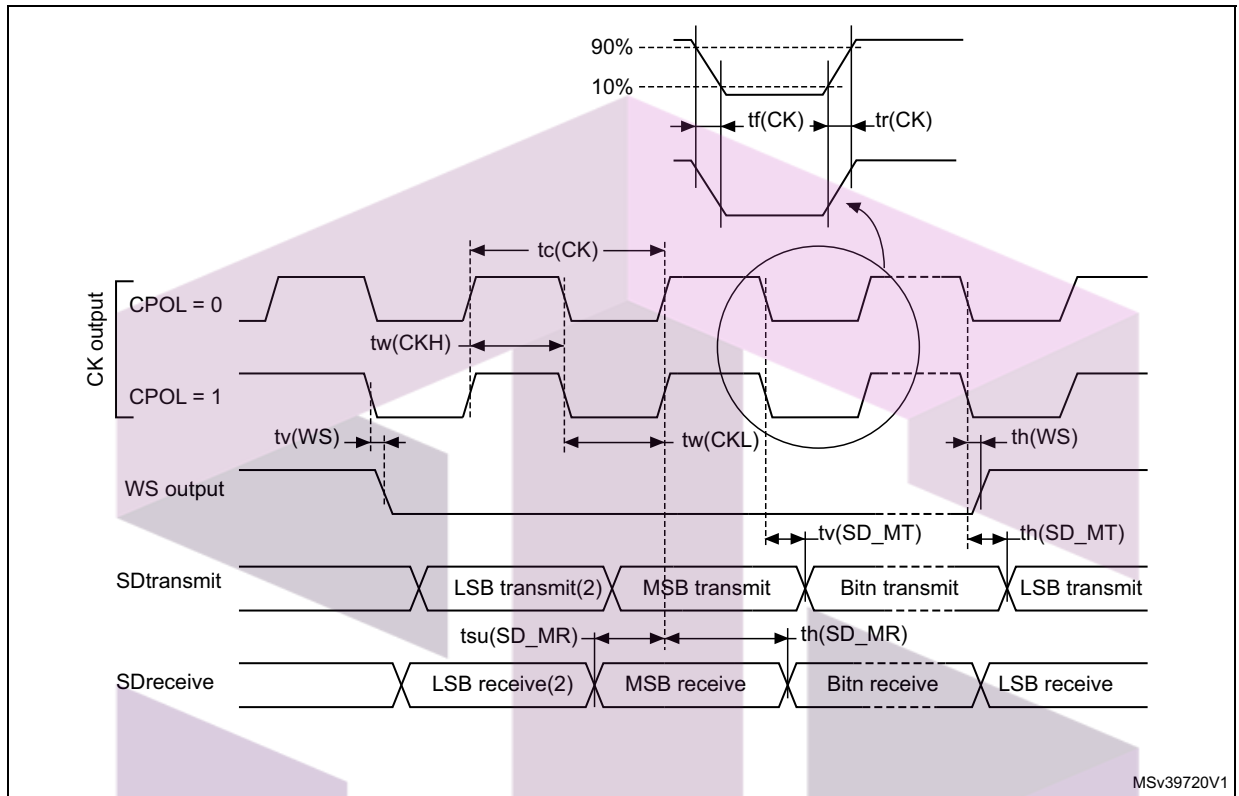 90%
10%
tf(CK)
tr(CK)
tc(CK)
CK output
CPOL = 0
tw(CKH)
CPOL = 1
tv(WS)
tw(CKL)
th(WS)
WS output
tv(SD_MT)
th(SD_MT)
SDtransmit
LSB transmit(2)
MSB transmit
Bitn transmit
LSB transmit
tsu(SD_MR)
th(SD_MR)
SDreceive
LSB receive(2)
MSB receive
Bitn receive
LSB receive
MSv39720V1